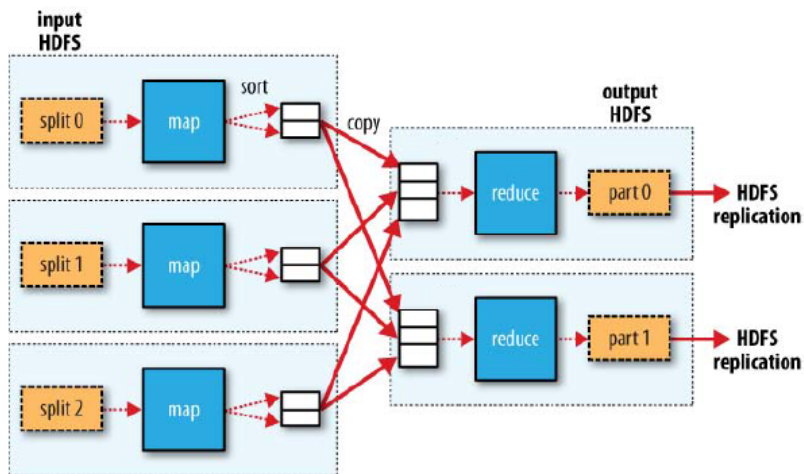 input
HDFS
split 0
map
sort
copy
split 1
map
split 2
map
output
HDFS
reduce
part 0
HDFS
replication
reduce
part 1
HDFS
replication